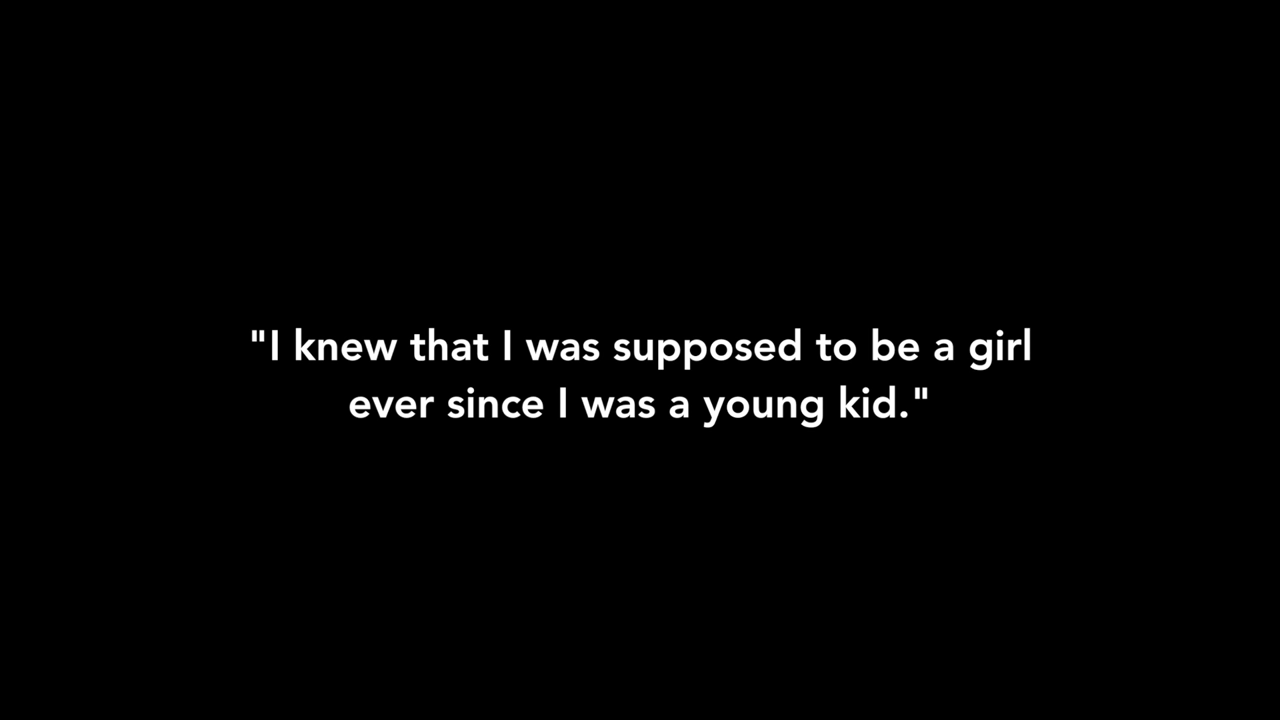 "I knew that I was supposed to be a girl
ever since I was a young kid."